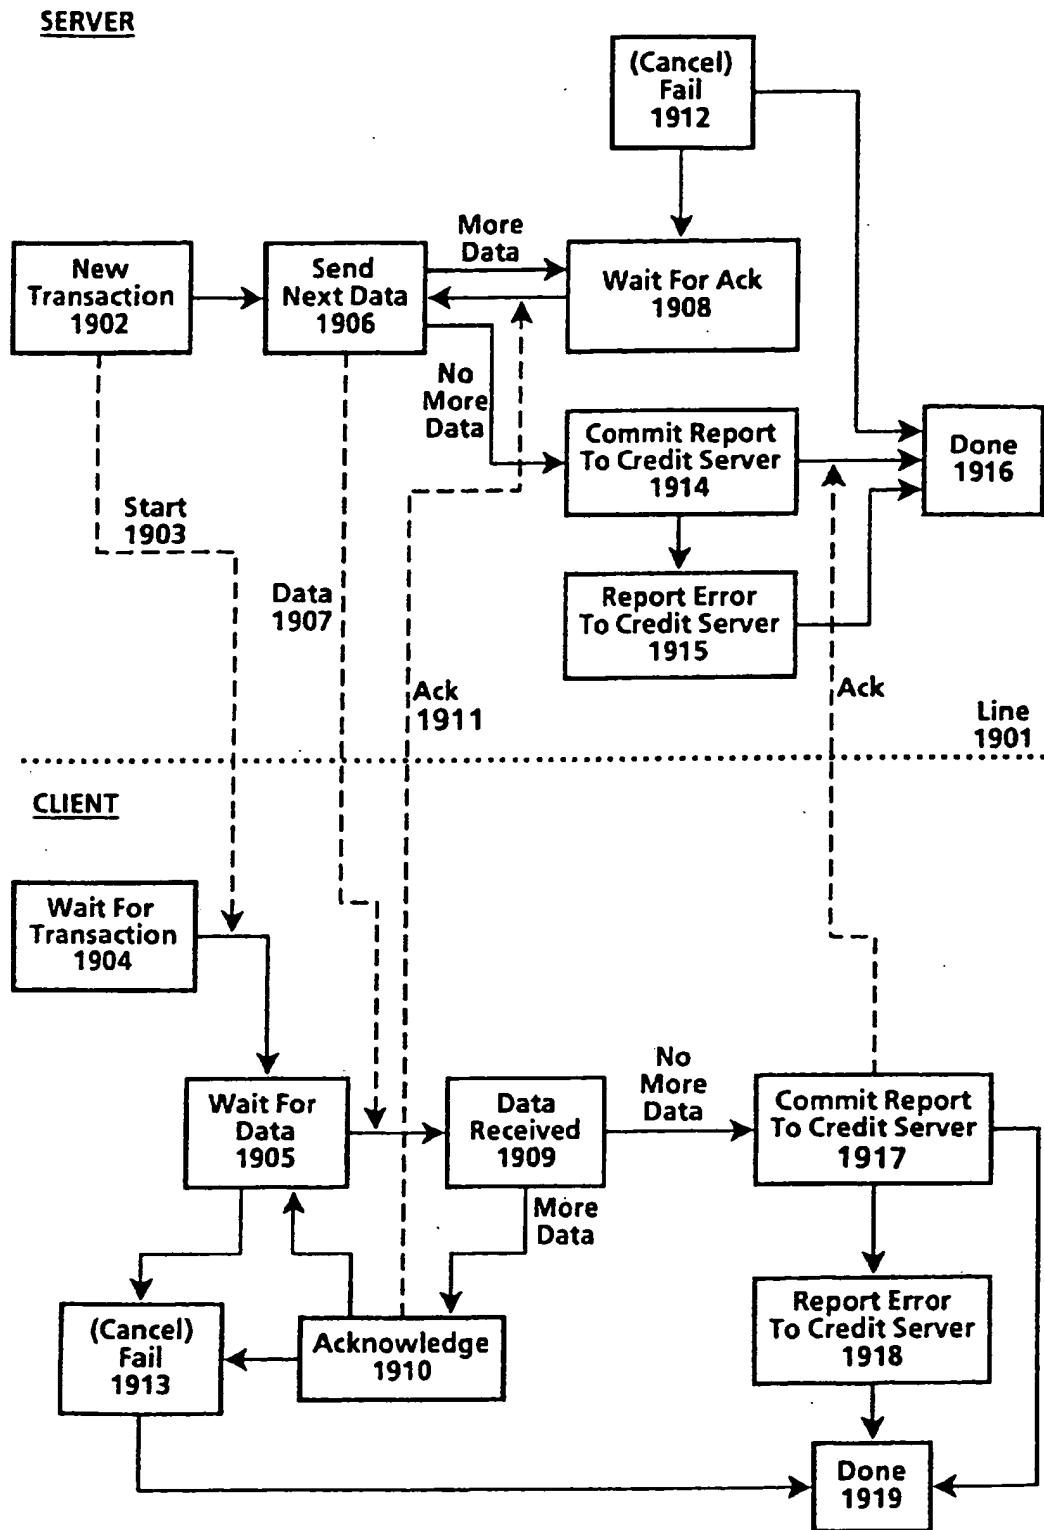 SERVER
(Cancel)
Fail
1912
New
Transaction
1902
Send
Next Data
1906
More
Data
Wait For Ack
1908
No
More
Data
Commit Report
To Credit Server
1914
Done
1916
Start
1903
Data
1907
Report Error
To Credit Server
1915
Ack
1911
Ack
Line
1901
CLIENT
Wait For
Transaction
1904
Wait For
Data
1905
Data
Received
1909
No
More
Data
Commit Report
To Credit Server
1917
More
Data
(Cancel)
Fail
1913
Acknowledge
1910
Report Error
To Credit Server
1918
Done
1919